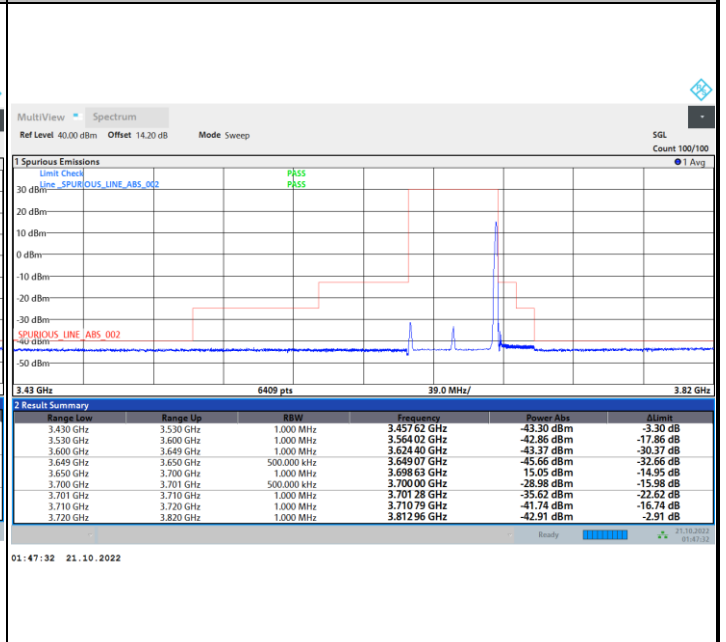 MultiView Spectrum
Ref Level 40.00 dBm Offset 14.20 dB Mode Sweep SGL
Count 100/100
1 Spurious Emissions 1 Avg
Limit Check PASS
Line _SPURIOUS_LINE_ABS_002 PASS
30 dBm
20 dBm
10 dBm
0 dBm
-10 dBm
-20 dBm
-30 dBm
SPURIOUS_LINE_ABS_002
-40 dBm
-50 dBm
3.43 GHz 6409 pts 39.0 MHz/ 3.82 GHz
2 Result Summary
Range Low Range Up RBW Frequency Power Abs ΔLimit
3.430 GHz 3.530 GHz 1.000 MHz 3.457 62 GHz -43.30 dBm -3.30 dB
3.530 GHz 3.600 GHz 1.000 MHz 3.564 02 GHz -42.86 dBm -17.86 dB
3.600 GHz 3.649 GHz 1.000 MHz 3.624 40 GHz -43.37 dBm -30.37 dB
3.649 GHz 3.650 GHz 500.000 kHz 3.649 07 GHz -45.66 dBm -32.66 dB
3.650 GHz 3.700 GHz 1.000 MHz 3.698 63 GHz 15.05 dBm -14.95 dB
3.700 GHz 3.701 GHz 500.000 kHz 3.700 00 GHz -28.98 dBm -15.98 dB
3.701 GHz 3.710 GHz 1.000 MHz 3.701 28 GHz -35.62 dBm -22.62 dB
3.710 GHz 3.720 GHz 1.000 MHz 3.710 79 GHz -41.74 dBm -16.74 dB
3.720 GHz 3.820 GHz 1.000 MHz 3.812 96 GHz -42.91 dBm -2.91 dB
Ready 21.10.2022
01:47:32
01:47:32 21.10.2022